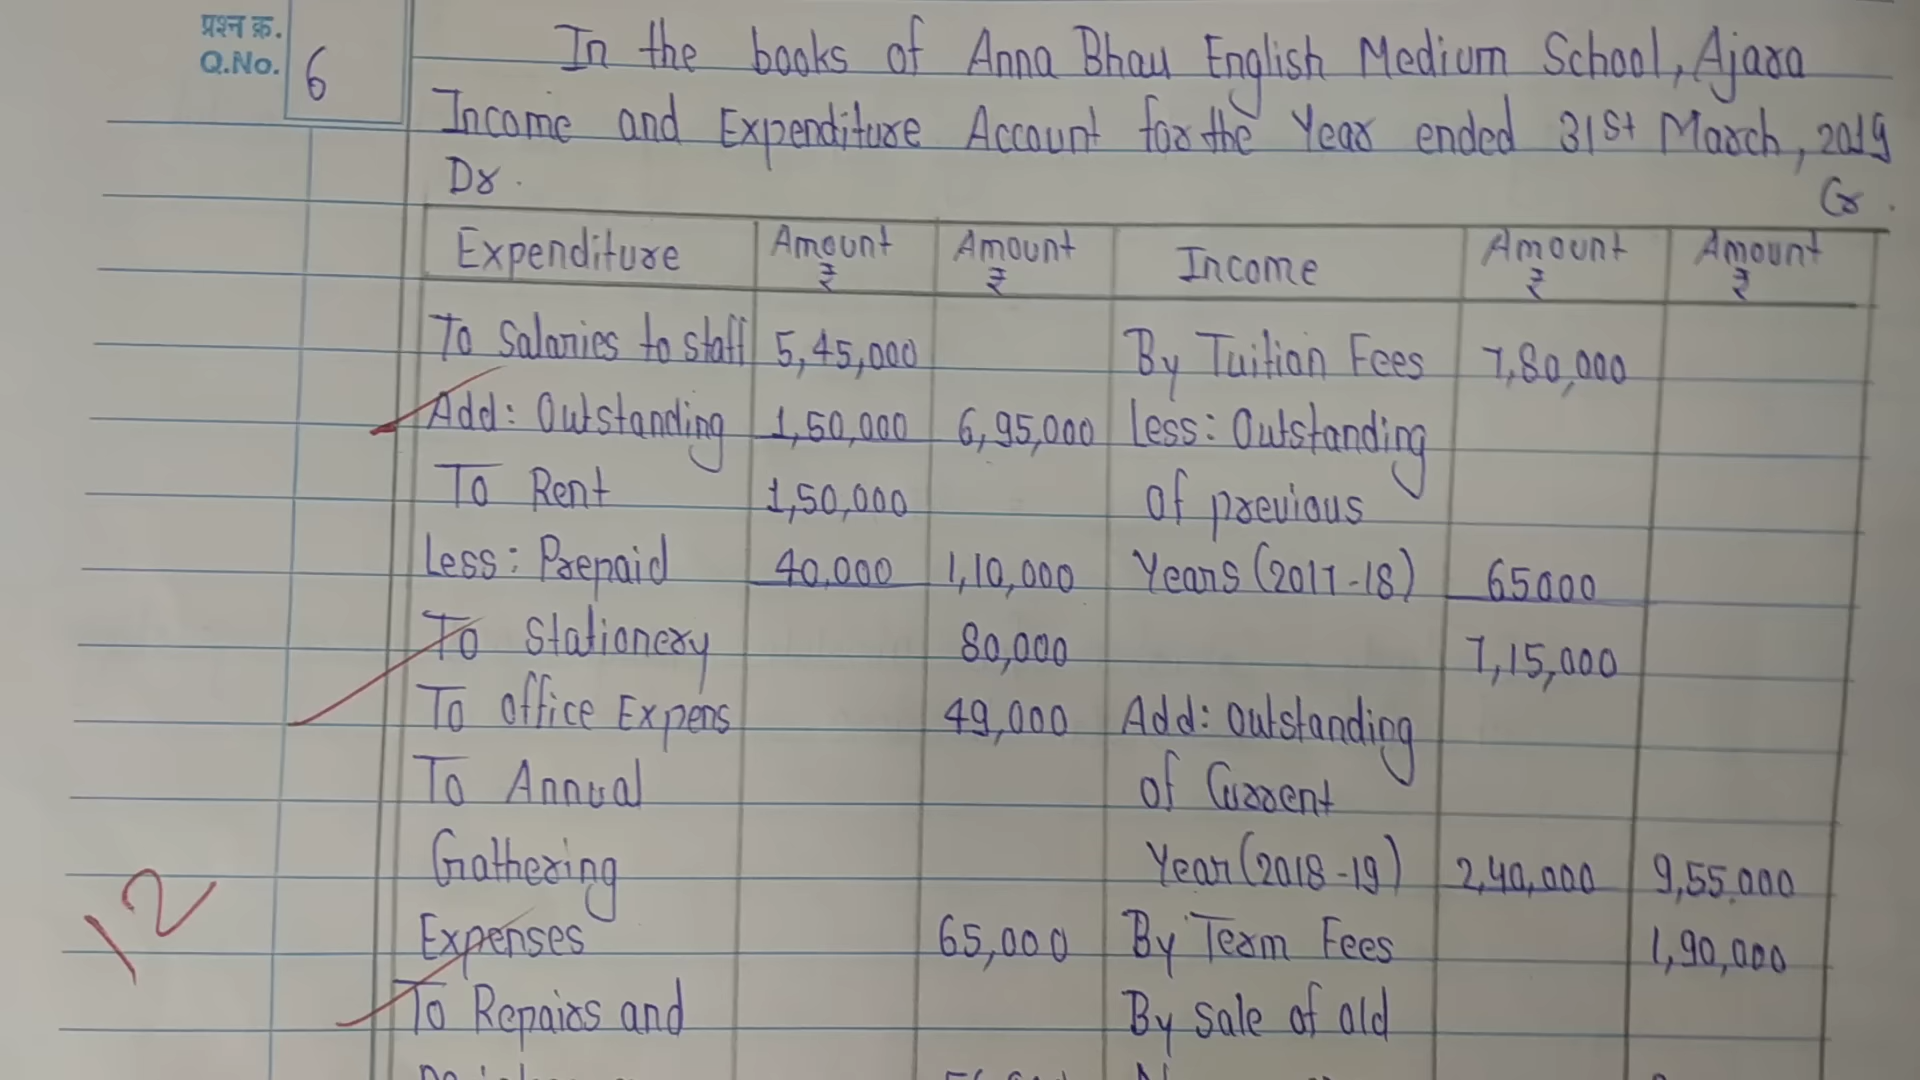 प्रश्न क्र.
Q.No. 6
In the books of Anna Bhau English Medium School, Ajara
Income and Expenditure Account for the Year ended 31st March, 2019
Dr. Cr.
Expenditure Amount ₹ Amount ₹ Income Amount ₹ Amount ₹
To Salaries to staff 5,45,000 By Tuitian Fees 7,80,000
Add: Outstanding 1,50,000 6,95,000 Less: Outstanding
To Rent 1,50,000 of previous
Less: Prepaid 40,000 1,10,000 Years (2017-18) 65000
To Stationery 80,000 7,15,000
To Office Expens 49,000 Add: Outstanding
To Annual of Current
Gathering Year (2018-19) 2,40,000 9,55,000
Expenses 65,000 By Term Fees 1,90,000
To Repairs and By sale of old
12